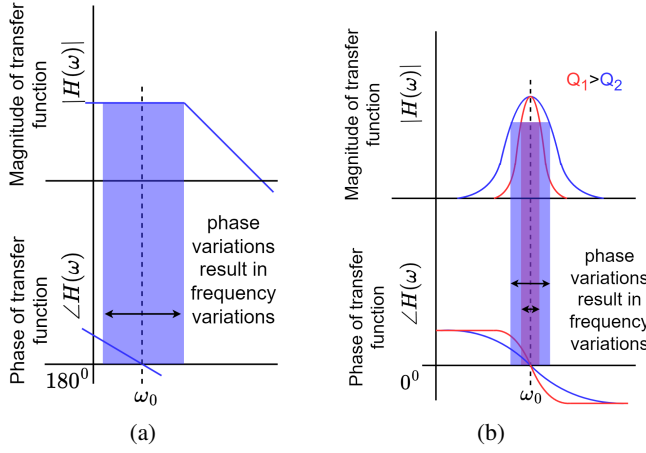 Magnitude of transfer
function
|H(ω)|
phase
variations
result in
frequency
variations
Phase of transfer
function
∠H(ω)
180⁰
ω₀
(a)
Magnitude of transfer
function
|H(ω)|
Q₁>Q₂
phase
variations
result in
frequency
variations
Phase of transfer
function
∠H(ω)
0⁰
ω₀
(b)